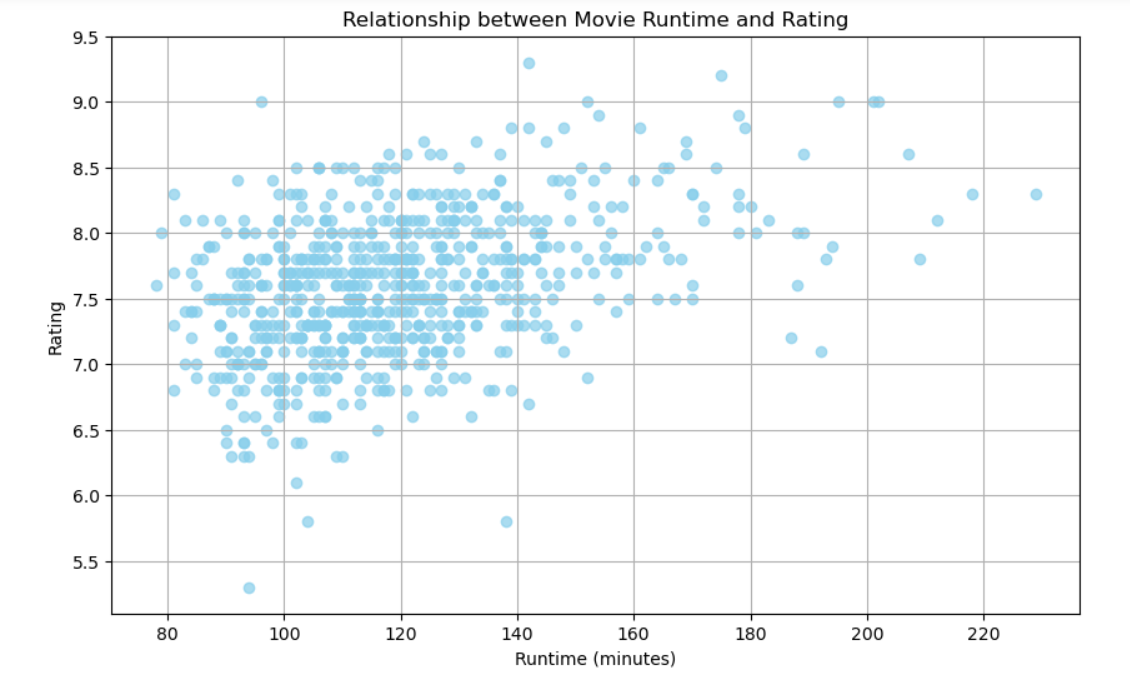 Relationship between Movie Runtime and Rating
9.5
9.0
8.5
8.0
7.5
7.0
6.5
6.0
5.5
Rating
80 100 120 140 160 180 200 220
Runtime (minutes)